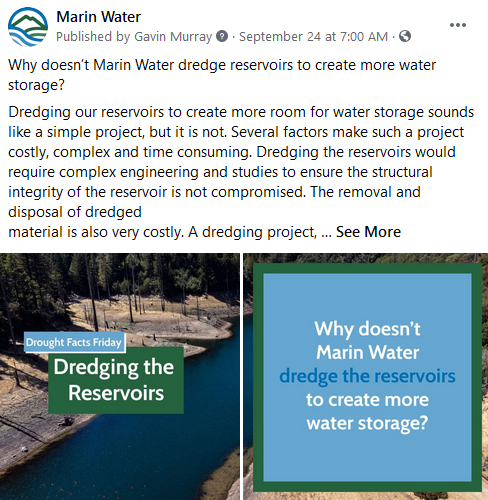 Marin Water
Published by Gavin Murray · September 24 at 7:00 AM ·
Why doesn't Marin Water dredge reservoirs to create more water
storage?
Dredging our reservoirs to create more room for water storage sounds
like a simple project, but it is not. Several factors make such a project
costly, complex and time consuming. Dredging the reservoirs would
require complex engineering and studies to ensure the structural
integrity of the reservoir is not compromised. The removal and
disposal of dredged
material is also very costly. A dredging project, ... See More
Drought Facts Friday
Dredging the
Reservoirs
Why doesn't
Marin Water
dredge the reservoirs
to create more
water storage?